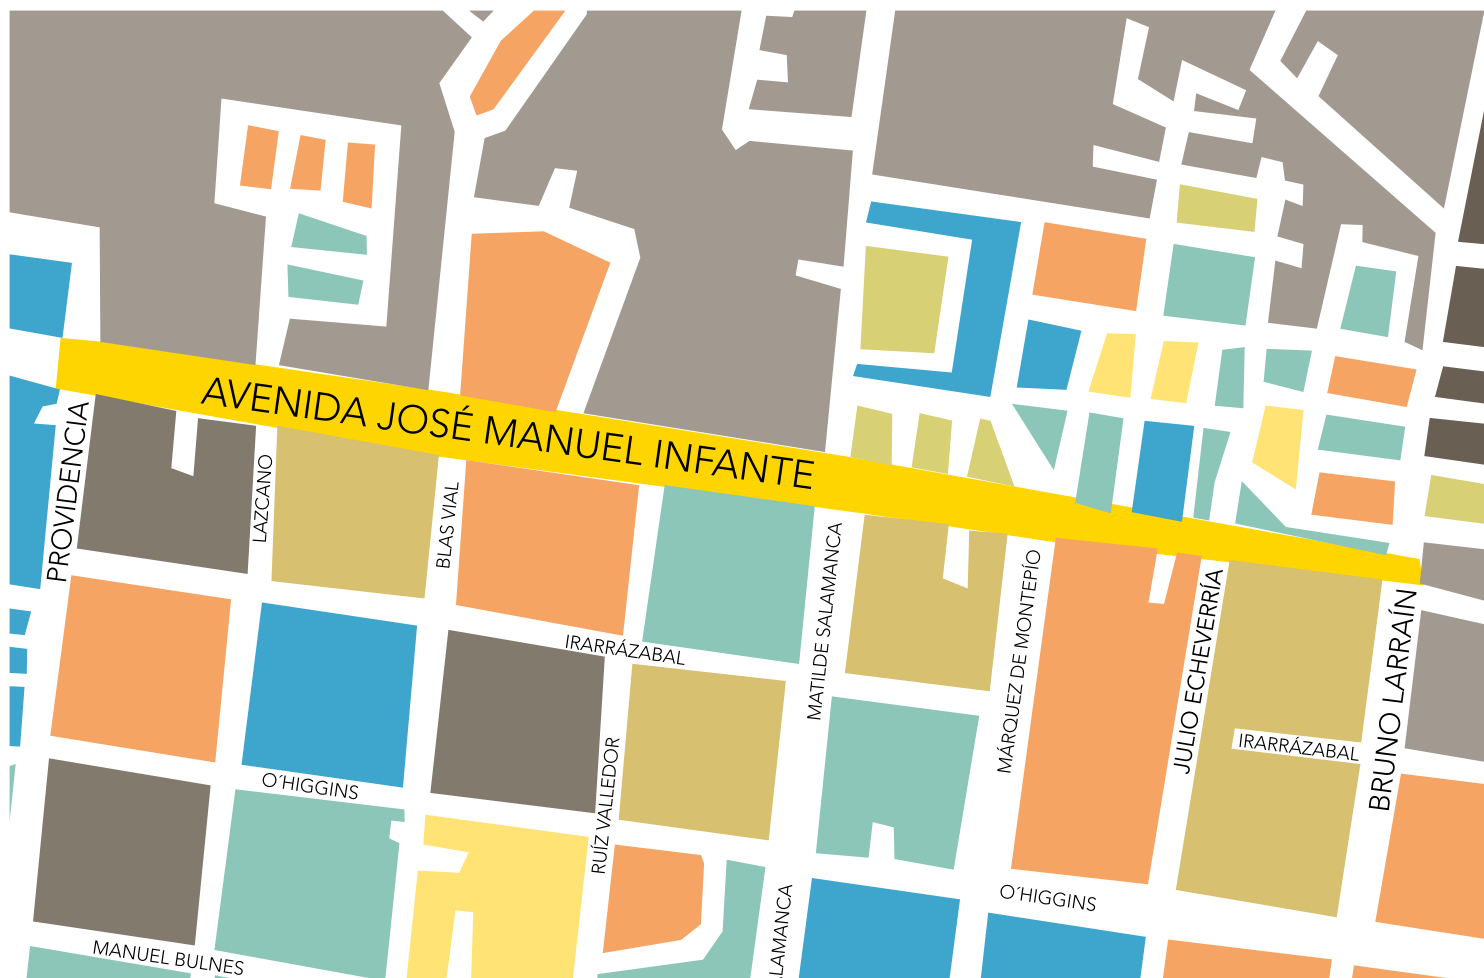 AVENIDA JOSÉ MANUEL INFANTE
PROVIDENCIA
LAZCANO
BLAS VIAL
MATILDE SALAMANCA
MÁRQUEZ DE MONTEPÍO
JULIO ECHEVERRÍA
BRUNO LARRAÍN
IRARRÁZABAL
IRARRÁZABAL
RUÍZ VALLEDOR
O´HIGGINS
O´HIGGINS
ALAMANCA
MANUEL BULNES